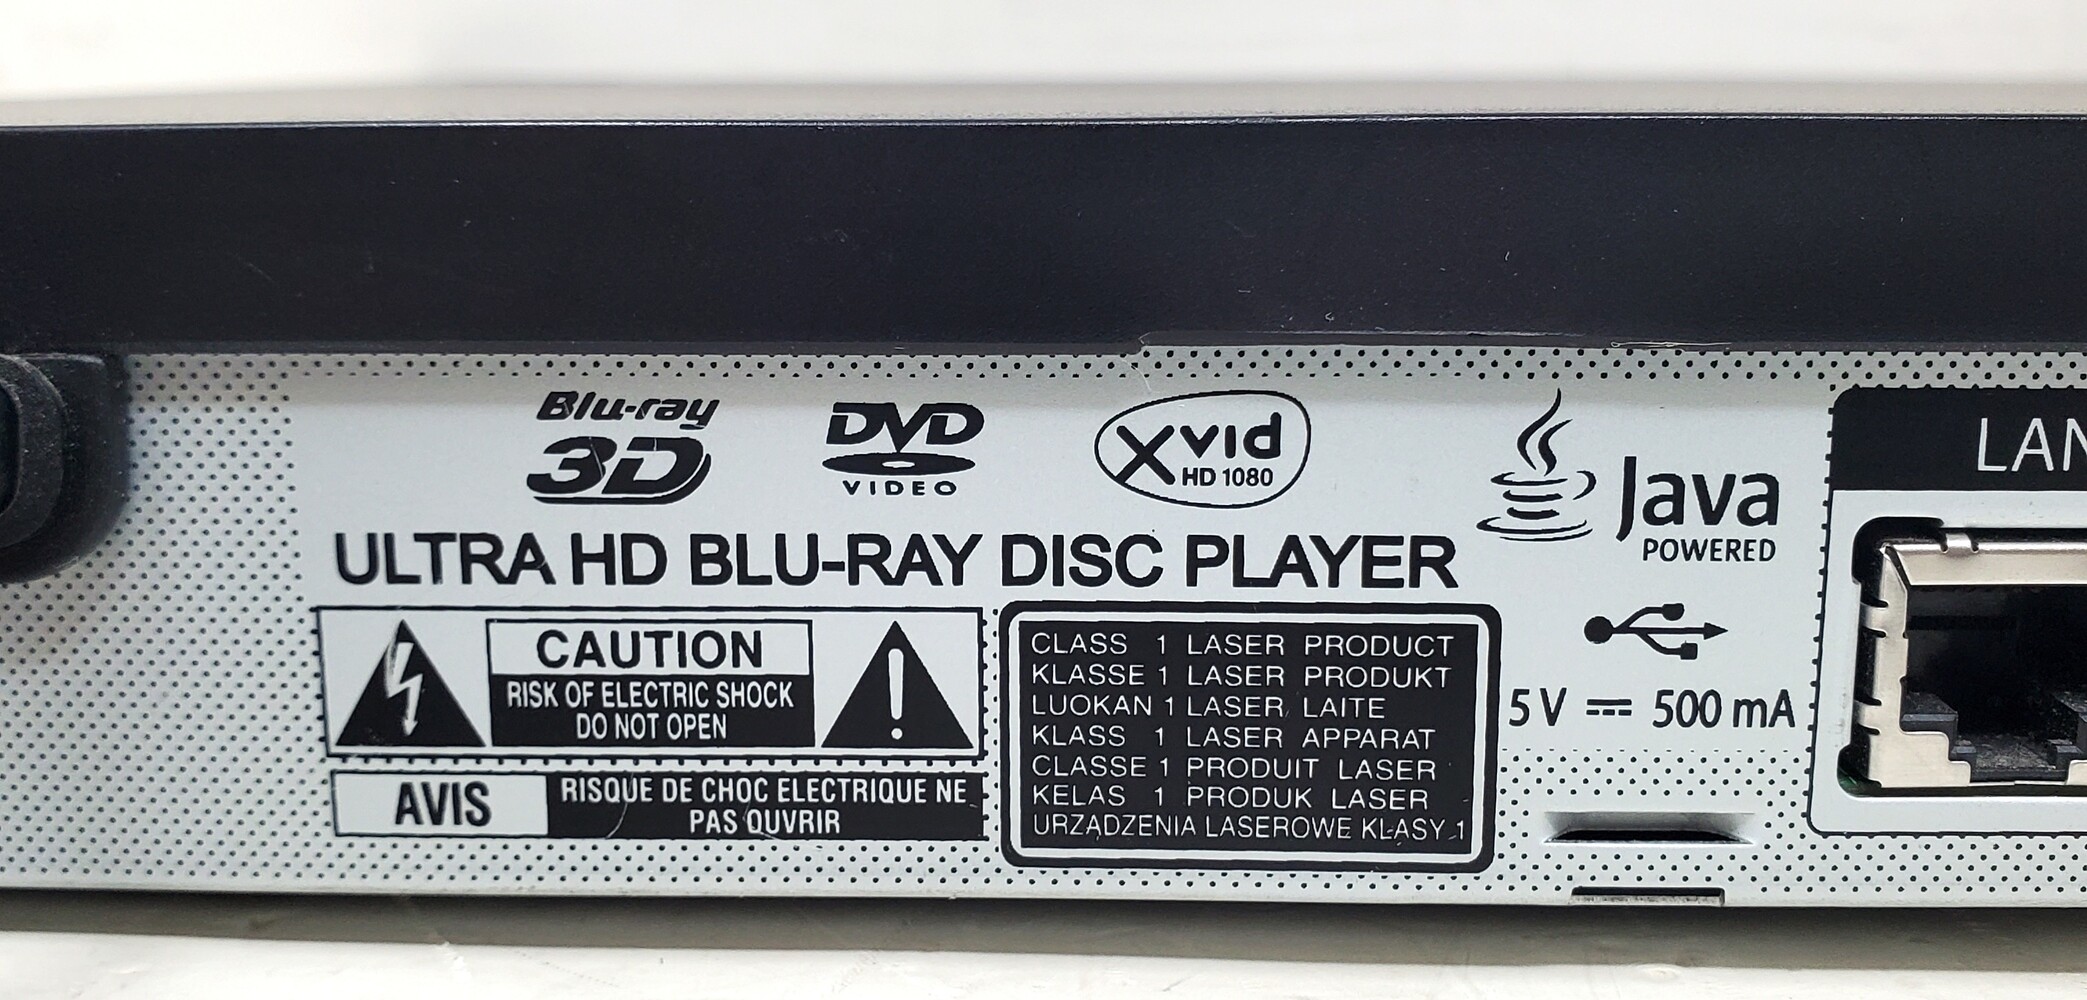 Blu-ray
3D
DVD
VIDEO
Xvid
HD 1080
Java
POWERED
LAN
ULTRA HD BLU-RAY DISC PLAYER
CAUTION
RISK OF ELECTRIC SHOCK
DO NOT OPEN
AVIS
RISQUE DE CHOC ELECTRIQUE NE
PAS OUVRIR
CLASS 1 LASER PRODUCT
KLASSE 1 LASER PRODUKT
LUOKAN 1 LASER LAITE
KLASS 1 LASER APPARAT
CLASSE 1 PRODUIT LASER
KELAS 1 PRODUK LASER
URZĄDZENIA LASEROWE KLASY 1
5 V ⎓ 500 mA